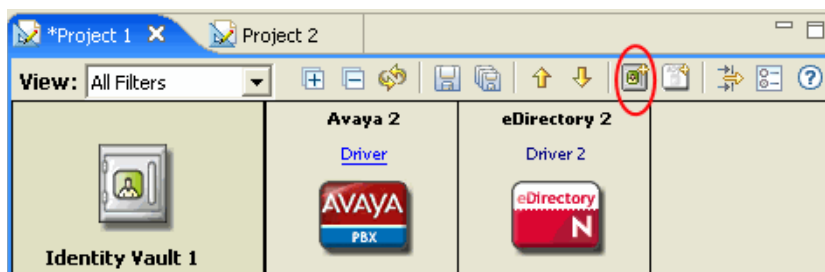 *Project 1
Project 2
View: All Filters
Avaya 2
eDirectory 2
Driver
Driver 2
AVAYA
PBX
eDirectory
N
Identity Vault 1